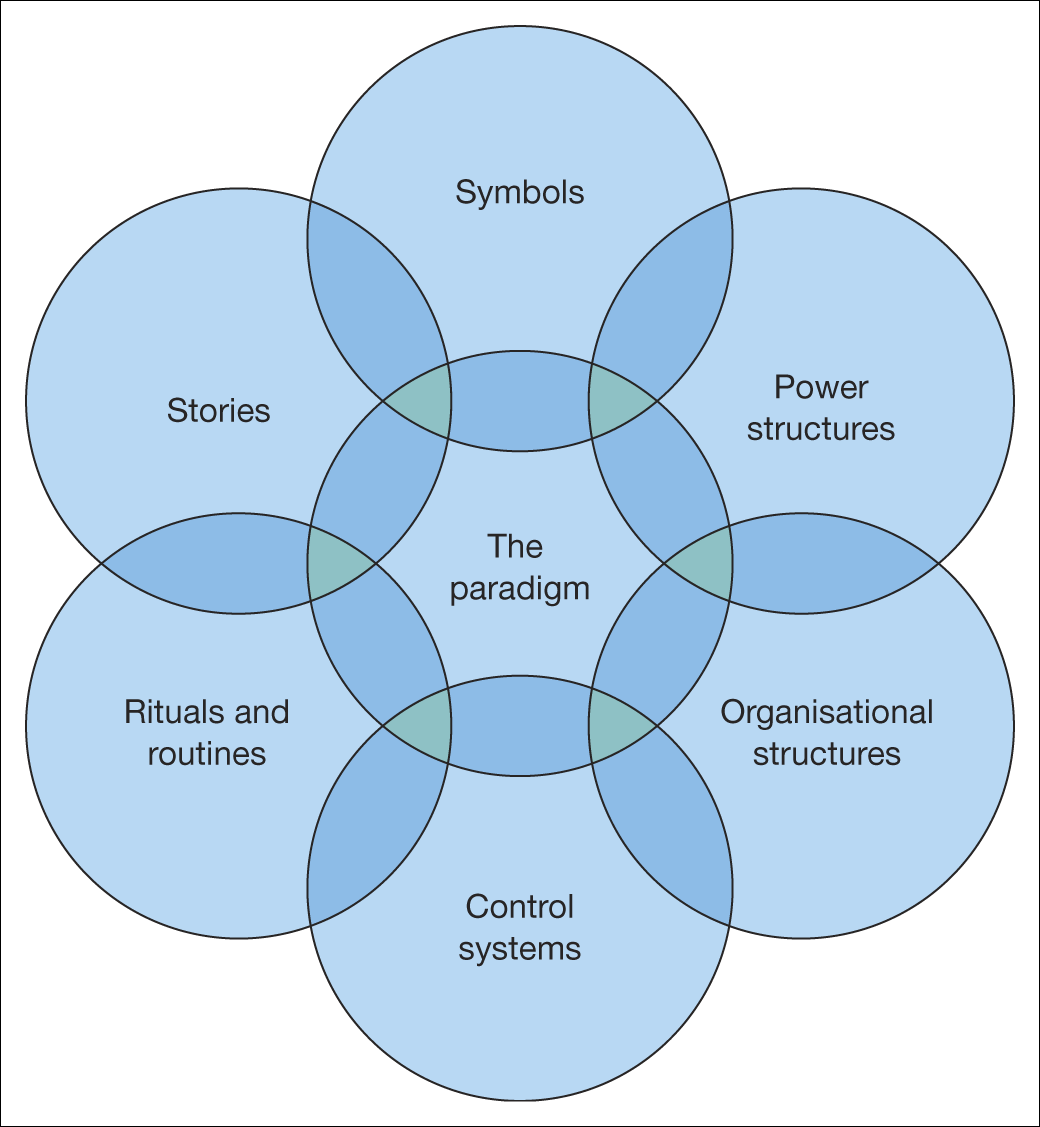 Symbols
Power
structures
Stories
The
paradigm
Rituals and
routines
Organisational
structures
Control
systems